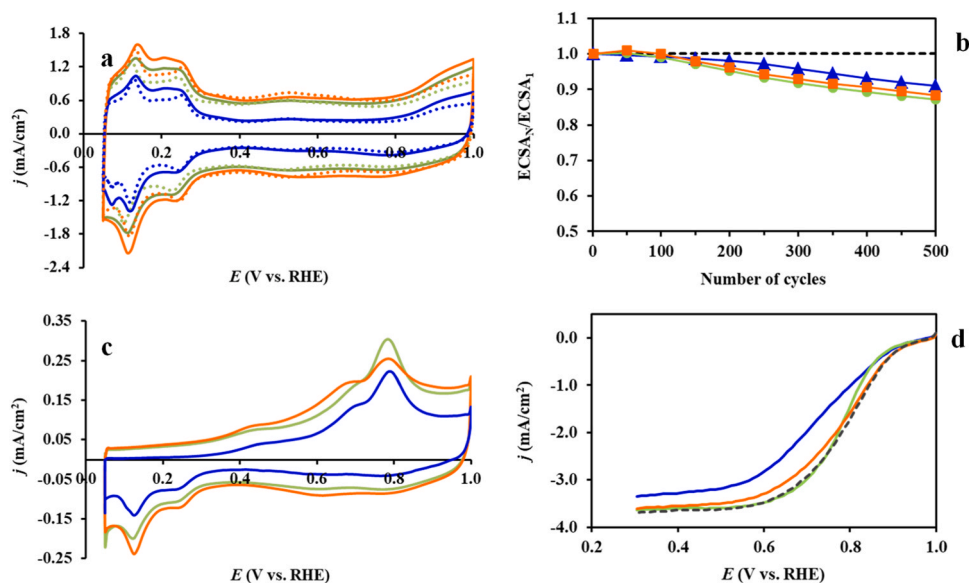 a
1.8
1.2
0.6
0.0
-0.6
-1.2
-1.8
-2.4
0.0 0.2 0.4 0.6 0.8 1.0
j (mA/cm²)
E (V vs. RHE)
b
1.1
1.0
0.9
0.8
0.7
0.6
0.5
0 100 200 300 400 500
ECSA_N/ECSA_1
Number of cycles
c
0.35
0.25
0.15
0.05
-0.05
-0.15
-0.25
0.0 0.2 0.4 0.6 0.8 1.0
j (mA/cm²)
E (V vs. RHE)
d
0.0
-1.0
-2.0
-3.0
-4.0
0.2 0.4 0.6 0.8 1.0
j (mA/cm²)
E (V vs. RHE)